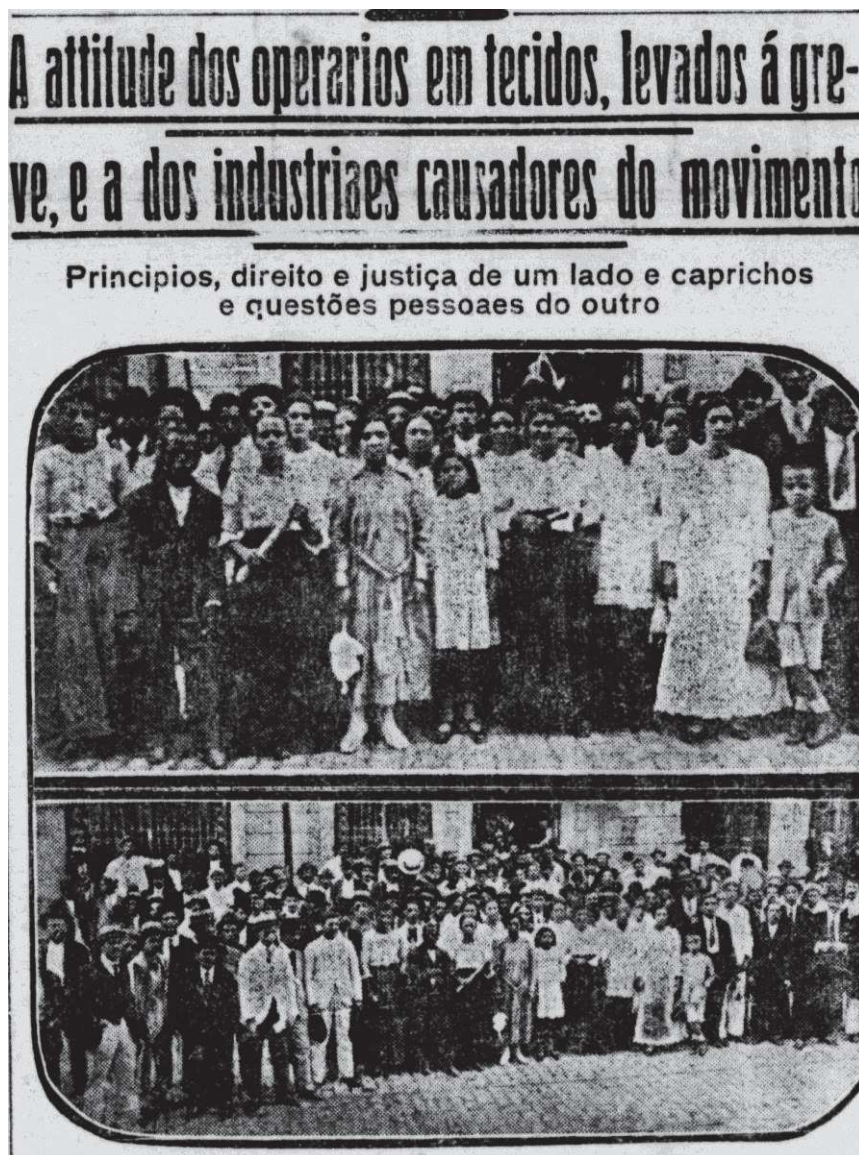 A attitude dos operarios em tecidos, levados á gre-
ve, e a dos industriaes causadores do movimento
Principios, direito e justiça de um lado e caprichos
e questões pessoaes do outro